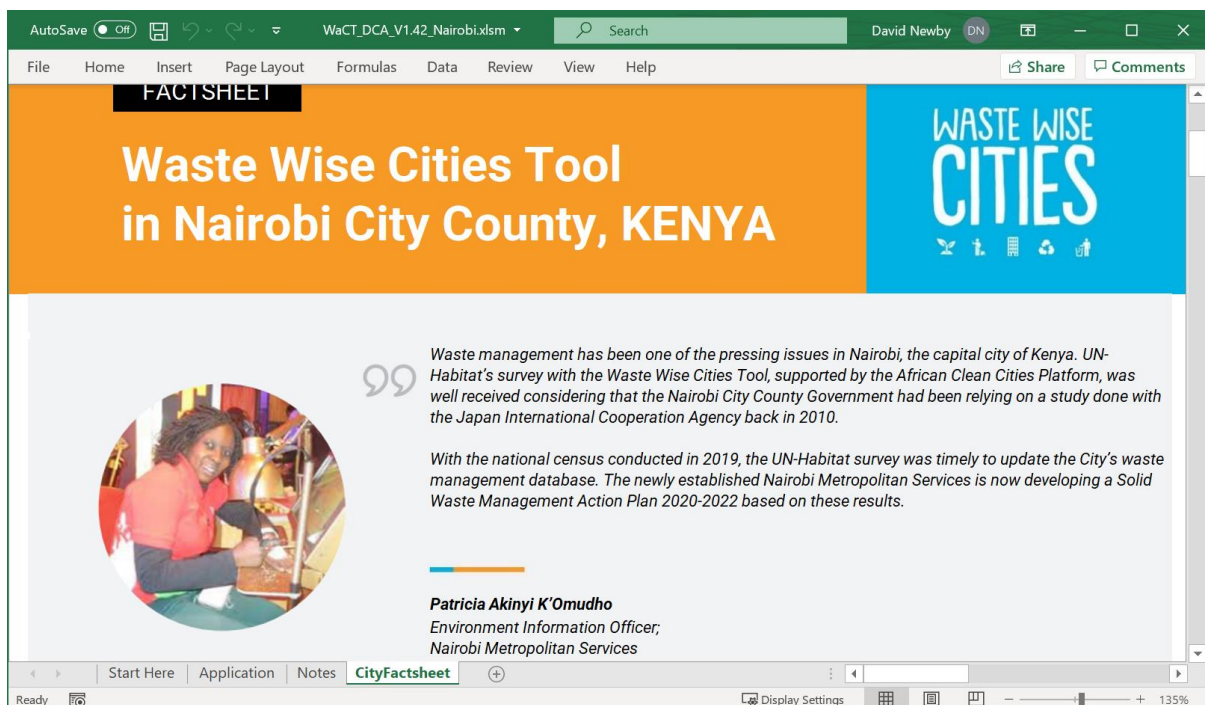 AutoSave Off WaCT_DCA_V1.42_Nairobi.xlsm Search David Newby DN
File Home Insert Page Layout Formulas Data Review View Help Share Comments
FACTSHEET
Waste Wise Cities Tool
in Nairobi City County, KENYA
WASTE WISE
CITIES
Waste management has been one of the pressing issues in Nairobi, the capital city of Kenya. UN-
Habitat's survey with the Waste Wise Cities Tool, supported by the African Clean Cities Platform, was
well received considering that the Nairobi City County Government had been relying on a study done with
the Japan International Cooperation Agency back in 2010.
With the national census conducted in 2019, the UN-Habitat survey was timely to update the City's waste
management database. The newly established Nairobi Metropolitan Services is now developing a Solid
Waste Management Action Plan 2020-2022 based on these results.
Patricia Akinyi K'Omudho
Environment Information Officer;
Nairobi Metropolitan Services
Start Here Application Notes CityFactsheet
Ready Display Settings 135%